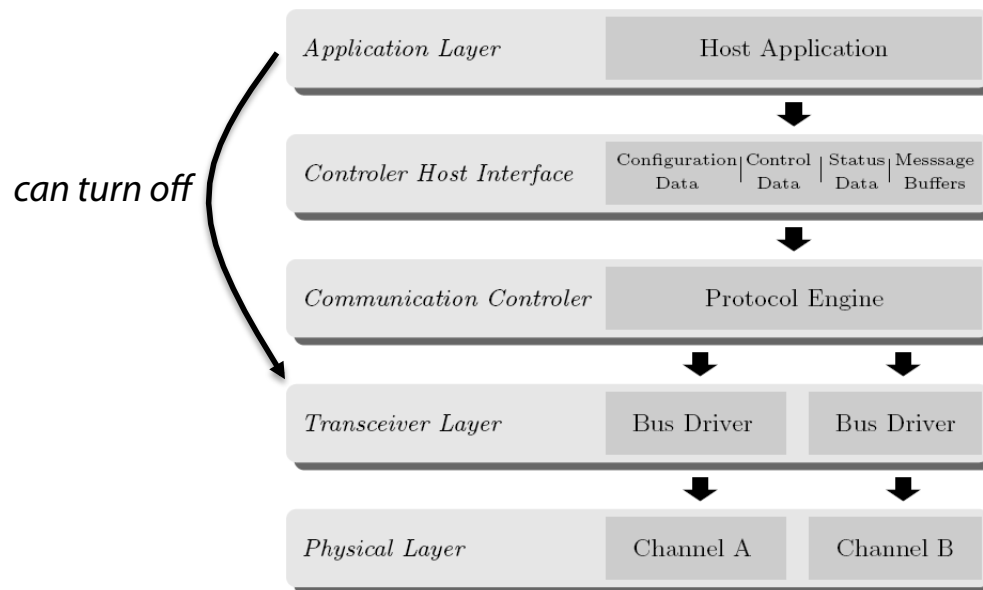 Application Layer
Host Application
can turn off
Controler Host Interface
Configuration Data | Control Data | Status Data | Messsage Buffers
Communication Controler
Protocol Engine
Transceiver Layer
Bus Driver
Bus Driver
Physical Layer
Channel A
Channel B